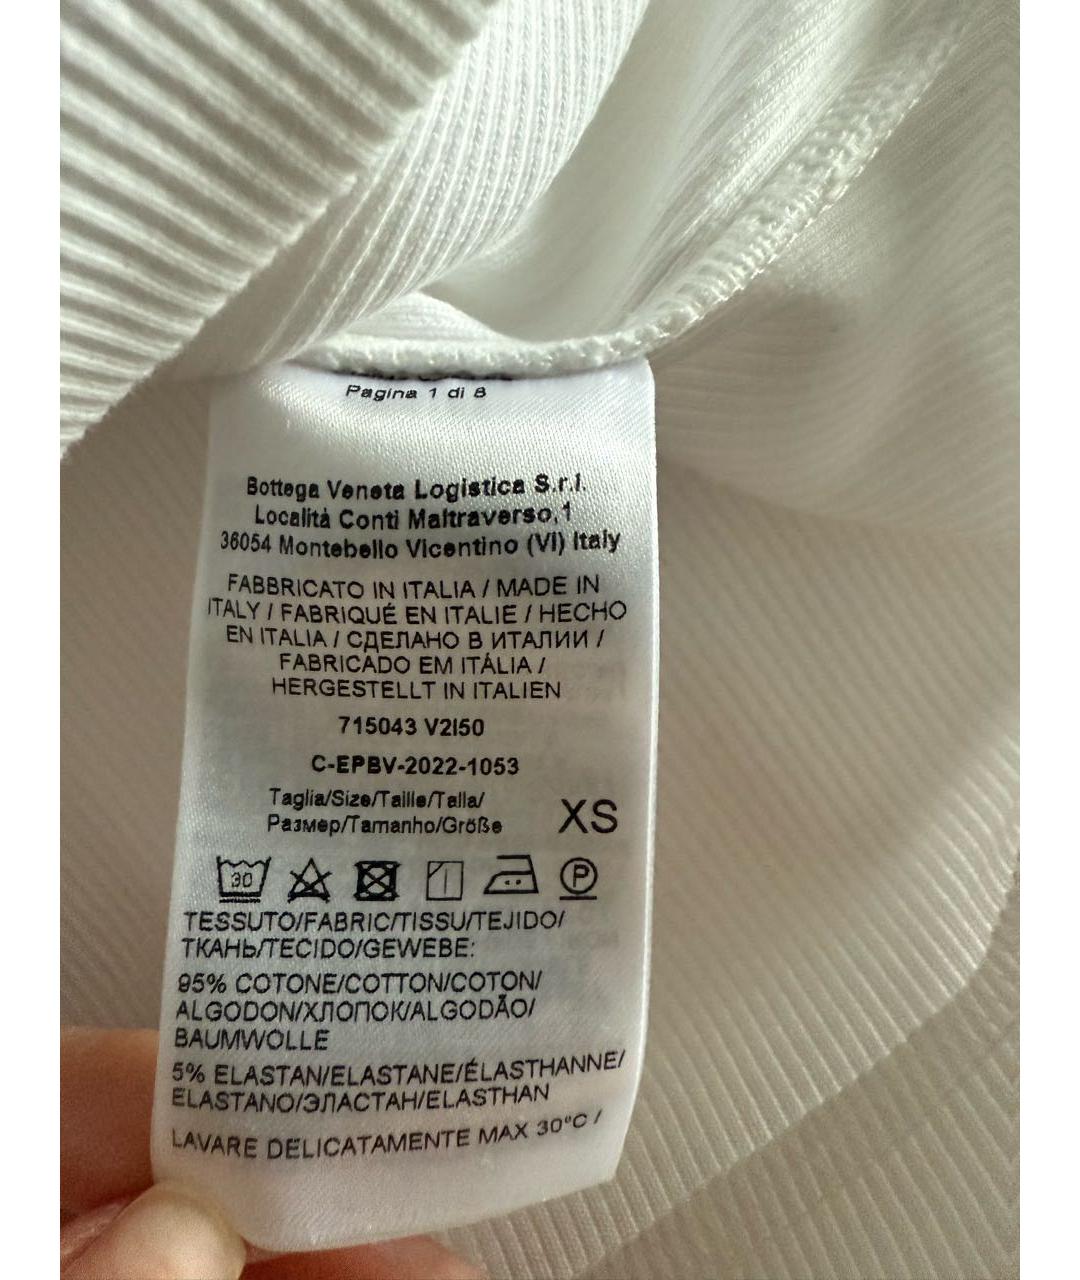 Pagina 1 di 8
Bottega Veneta Logistica S.r.l.
Località Conti Maltraverso,1
36054 Montebello Vicentino (VI) Italy
FABBRICATO IN ITALIA / MADE IN
ITALY / FABRIQUÉ EN ITALIE / HECHO
EN ITALIA / СДЕЛАНО В ИТАЛИИ /
FABRICADO EM ITÁLIA /
HERGESTELLT IN ITALIEN
715043 V2I50
C-EPBV-2022-1053
Taglia/Size/Taille/Talla/
Размер/Tamanho/Größe XS
30 P
TESSUTO/FABRIC/TISSU/TEJIDO/
ТКАНЬ/TECIDO/GEWEBE:
95% COTONE/COTTON/COTON/
ALGODON/ХЛОПОК/ALGODÃO/
BAUMWOLLE
5% ELASTAN/ELASTANE/ÉLASTHANNE/
ELASTANO/ЭЛАСТАН/ELASTHAN
LAVARE DELICATAMENTE MAX 30°C /